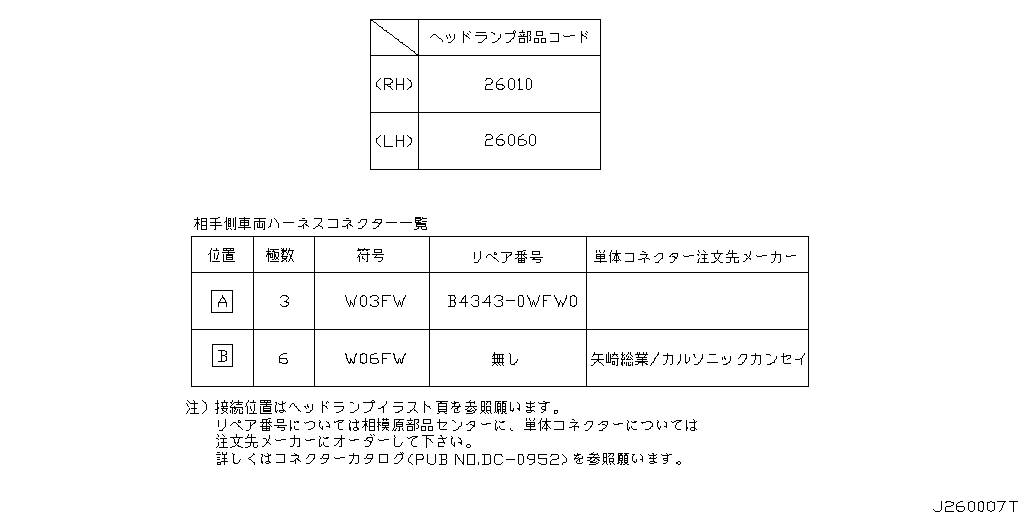 ヘッドランプ部品コード
(RH) 26010
(LH) 26060
相手側車両ハーネスコネクター一覧
位置 極数 符号 リペア番号 単体コネクター注文先メーカー
A 3 W03FW B4343-0WFW0
B 6 W06FW 無し 矢崎総業/カルソニックカンセイ
注) 接続位置はヘッドランプイラスト頁を参照願います。
リペア番号については相模原部品センターに、単体コネクターについては
注文先メーカーにオーダーして下さい。
詳しくはコネクターカタログ(PUB NO.DC-0952) を参照願います。
J260007T